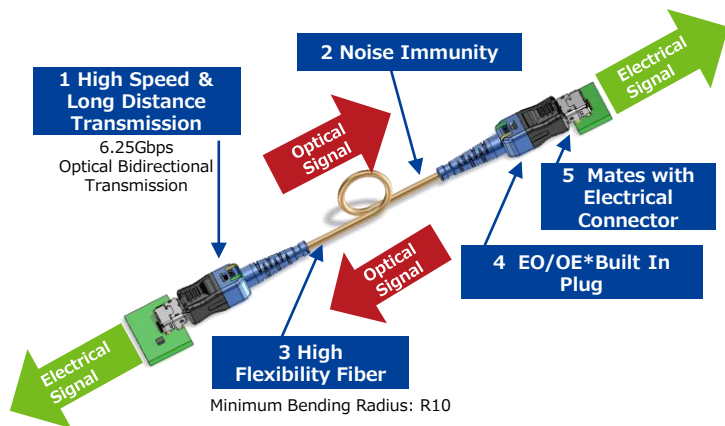 2 Noise Immunity
Electrical
Signal
1 High Speed &
Long Distance
Transmission
6.25Gbps
Optical Bidirectional
Transmission
Optical
Signal
5 Mates with
Electrical
Connector
Optical
Signal
4 EO/OE*Built In
Plug
Electrical
Signal
3 High
Flexibility Fiber
Minimum Bending Radius: R10